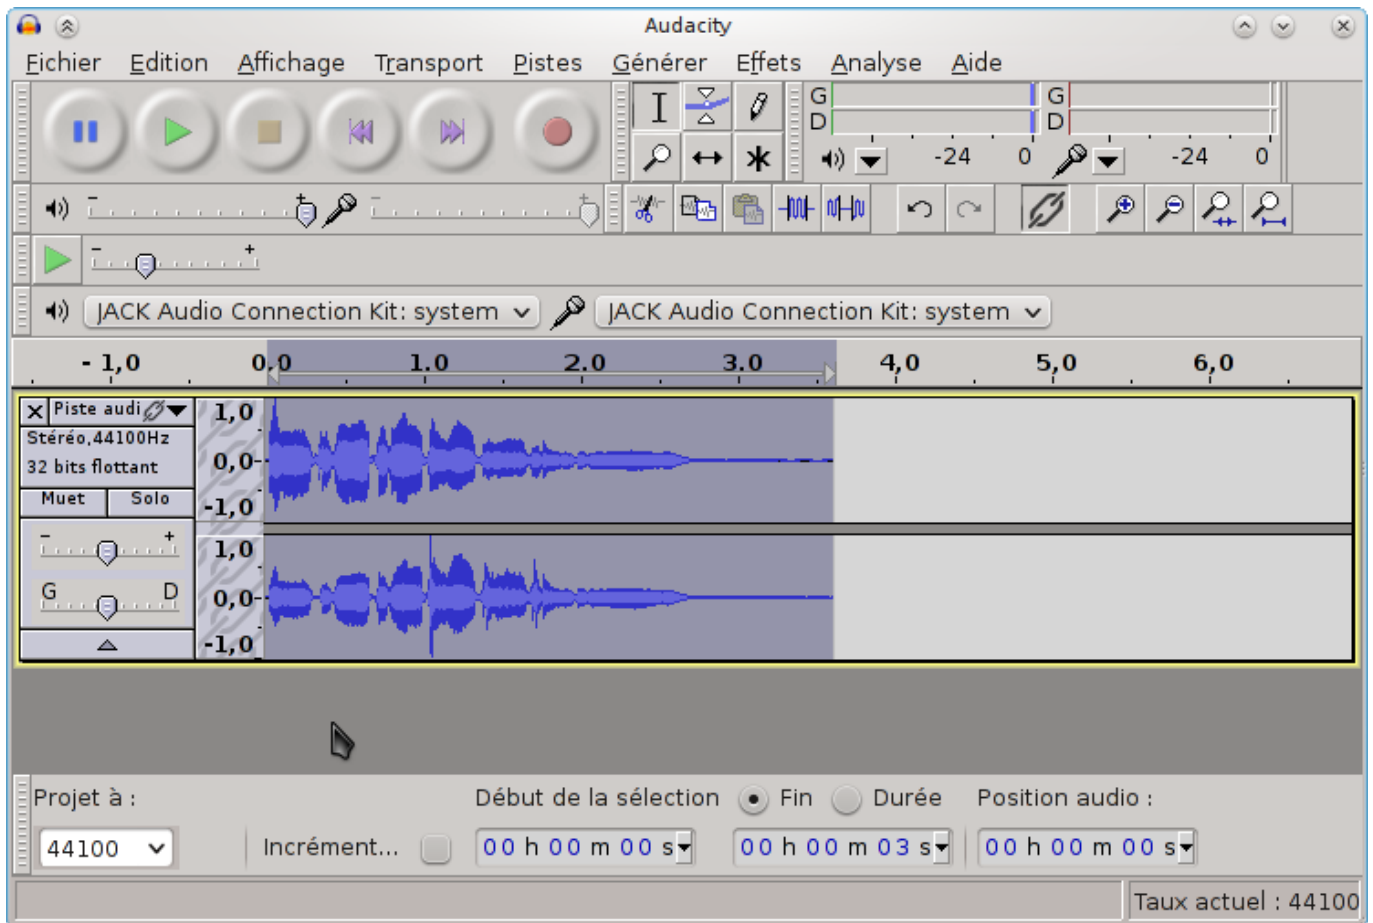 Audacity
Fichier Edition Affichage Transport Pistes Générer Effets Analyse Aide
G
D
-24 0
G
D
-24 0
- +
- +
- +
JACK Audio Connection Kit: system
JACK Audio Connection Kit: system
- 1,0 0,0 1.0 2.0 3.0 4,0 5,0 6,0
Piste audi
Stéréo,44100Hz
32 bits flottant
Muet Solo
- +
G D
1,0
0,0-
-1,0
1,0
0,0-
-1,0
Projet à :
44100
Incrément...
Début de la sélection Fin Durée Position audio :
00 h 00 m 00 s 00 h 00 m 03 s 00 h 00 m 00 s
Taux actuel : 44100